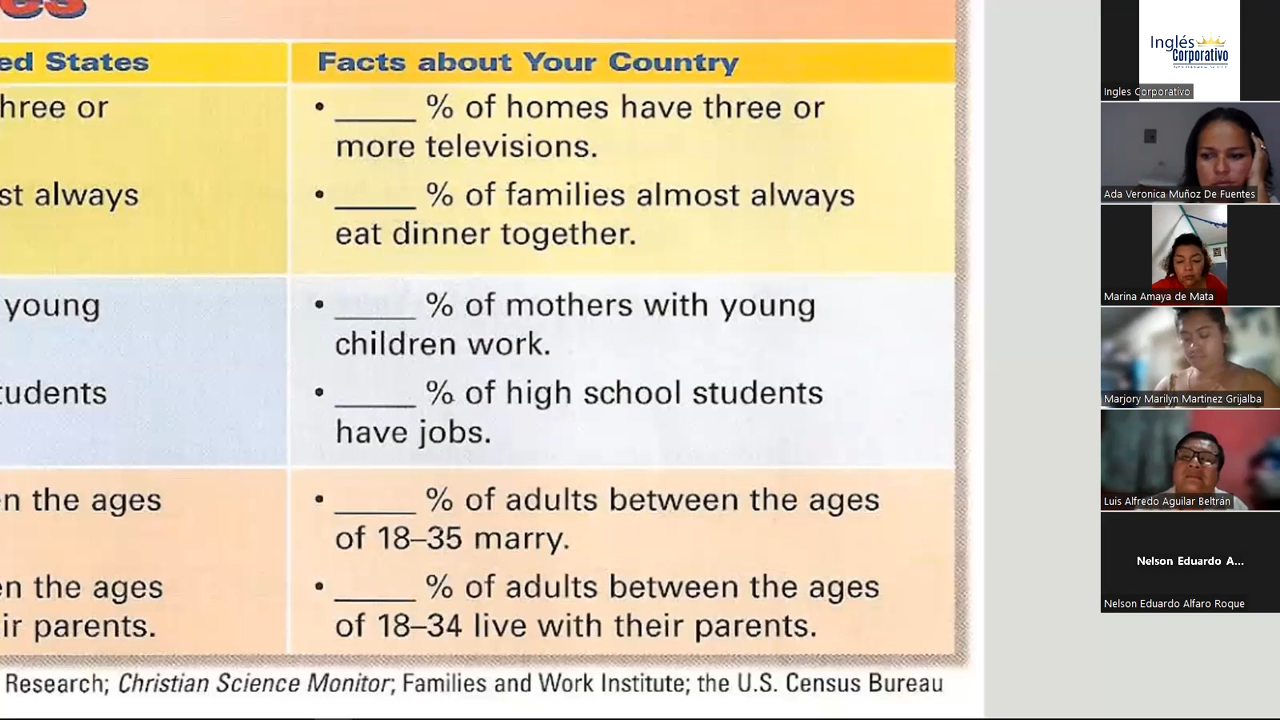 ed States
Facts about Your Country
hree or
• _____ % of homes have three or
more televisions.
st always
• _____ % of families almost always
eat dinner together.
young
• _____ % of mothers with young
children work.
tudents
• _____ % of high school students
have jobs.
n the ages
• _____ % of adults between the ages
of 18–35 marry.
en the ages
• _____ % of adults between the ages
ir parents.
of 18–34 live with their parents.
Research; Christian Science Monitor; Families and Work Institute; the U.S. Census Bureau
Inglés
Corporativo
Ingles Corporativo
Ada Veronica Muñoz De Fuentes
Marina Amaya de Mata
Marjory Marilyn Martinez Grijalba
Luis Alfredo Aguilar Beltrán
Nelson Eduardo A...
Nelson Eduardo Alfaro Roque